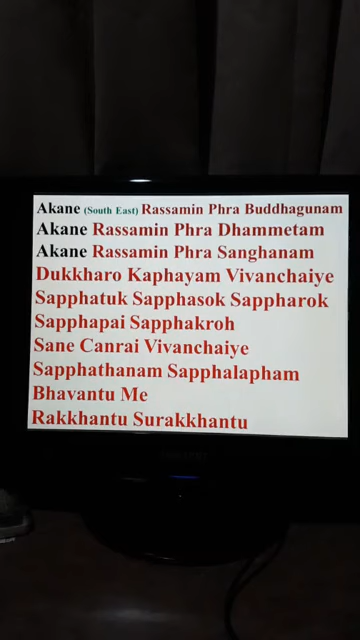 Akane (South East) Rassamin Phra Buddhagunam
Akane Rassamin Phra Dhammetam
Akane Rassamin Phra Sanghanam
Dukkharo Kaphayam Vivanchaiye
Sapphatuk Sapphasok Sappharok
Sapphapai Sapphakroh
Sane Canrai Vivanchaiye
Sapphathanam Sapphalapham
Bhavantu Me
Rakkhantu Surakkhantu